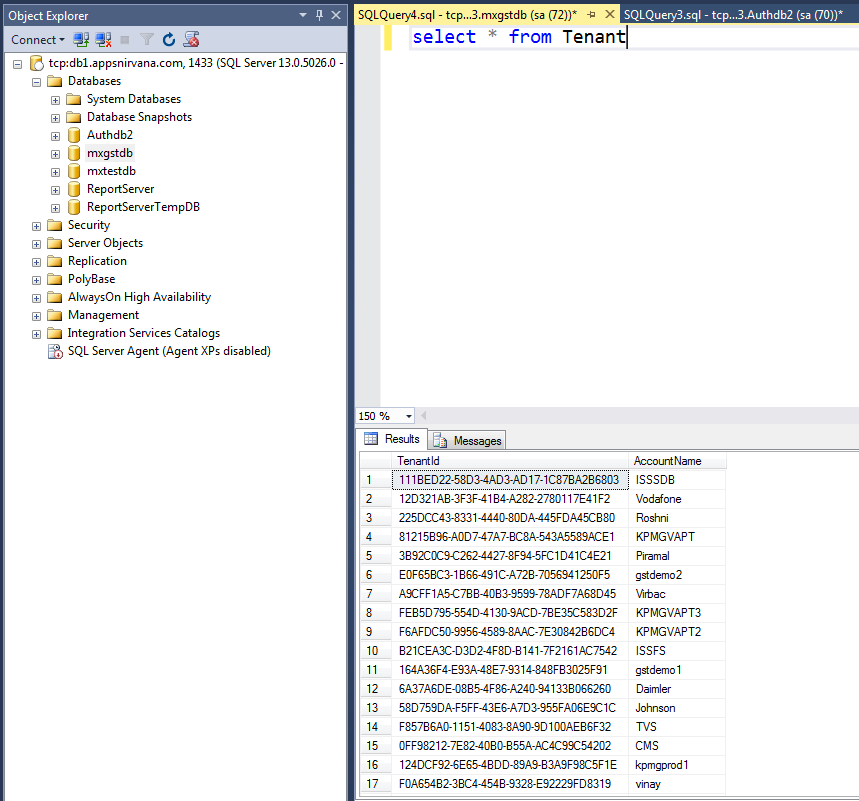 Object Explorer
Connect
tcp:db1.appsnirvana.com, 1433 (SQL Server 13.0.5026.0 -
Databases
System Databases
Database Snapshots
Authdb2
mxgstdb
mxtestdb
ReportServer
ReportServerTempDB
Security
Server Objects
Replication
PolyBase
AlwaysOn High Availability
Management
Integration Services Catalogs
SQL Server Agent (Agent XPs disabled)
SQLQuery4.sql - tcp...3.mxgstdb (sa (72))* SQLQuery3.sql - tcp...3.Authdb2 (sa (70))*
select * from Tenant
150 %
Results Messages
TenantId AccountName
1 111BED22-58D3-4AD3-AD17-1C87BA2B6803 ISSSDB
2 12D321AB-3F3F-41B4-A282-2780117E41F2 Vodafone
3 225DCC43-8331-4440-80DA-445FDA45CB80 Roshni
4 81215B96-A0D7-47A7-BC8A-543A5589ACE1 KPMGVAPT
5 3B92C0C9-C262-4427-8F94-5FC1D41C4E21 Piramal
6 E0F65BC3-1B66-491C-A72B-7056941250F5 gstdemo2
7 A9CFF1A5-C7BB-40B3-9599-78ADF7A68D45 Virbac
8 FEB5D795-554D-4130-9ACD-7BE35C583D2F KPMGVAPT3
9 F6AFDC50-9956-4589-8AAC-7E30842B6DC4 KPMGVAPT2
10 B21CEA3C-D3D2-4F8D-B141-7F2161AC7542 ISSFS
11 164A36F4-E93A-48E7-9314-848FB3025F91 gstdemo1
12 6A37A6DE-08B5-4F86-A240-94133B066260 Daimler
13 58D759DA-F5FF-43E6-A7D3-955FA06E9C1C Johnson
14 F857B6A0-1151-4083-8A90-9D100AEB6F32 TVS
15 0FF98212-7E82-40B0-B55A-AC4C99C54202 CMS
16 124DCF92-6E65-4BDD-89A9-B3A9F98C5F1E kpmgprod1
17 F0A654B2-3BC4-454B-9328-E92229FD8319 vinay